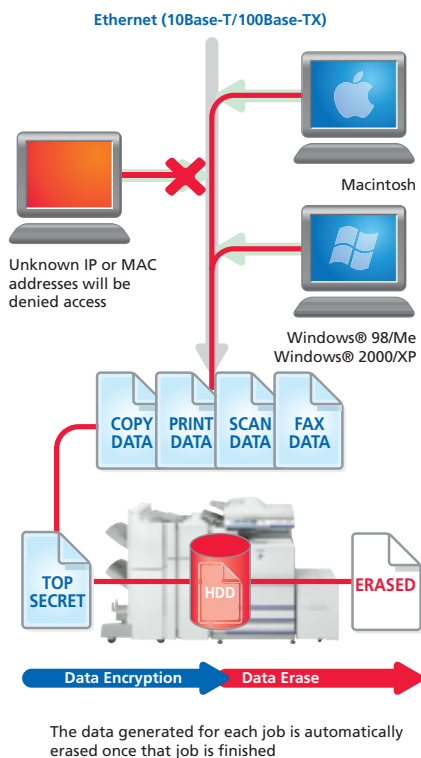 Ethernet (10Base-T/100Base-TX)
Macintosh
Unknown IP or MAC
addresses will be
denied access
Windows® 98/Me
Windows® 2000/XP
COPY
DATA
PRINT
DATA
SCAN
DATA
FAX
DATA
TOP
SECRET
HDD
ERASED
Data Encryption
Data Erase
The data generated for each job is automatically
erased once that job is finished